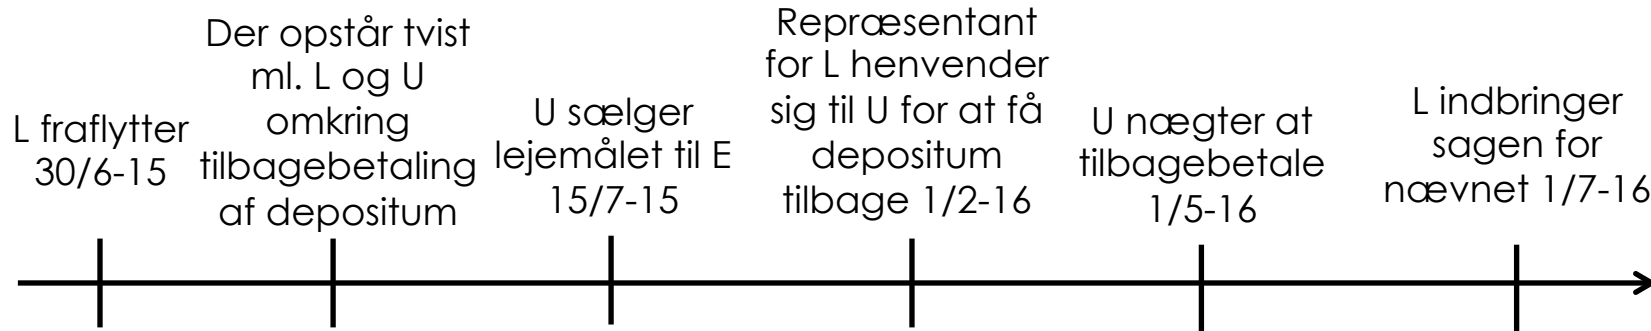 L fraflytter
30/6-15
Der opstår tvist
ml. L og U
omkring
tilbagebetaling
af depositum
U sælger
lejemålet til E
15/7-15
Repræsentant
for L henvender
sig til U for at få
depositum
tilbage 1/2-16
U nægter at
tilbagebetale
1/5-16
L indbringer
sagen for
nævnet 1/7-16